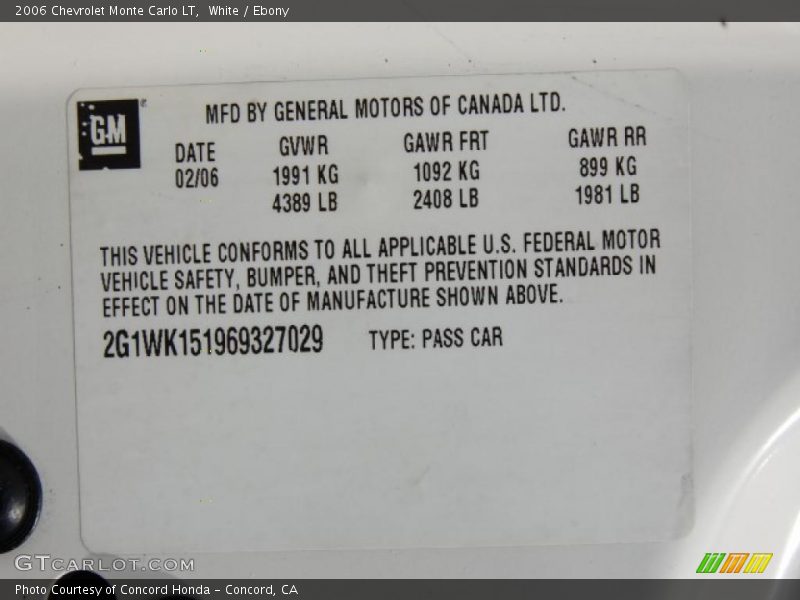 2006 Chevrolet Monte Carlo LT, White / Ebony
GM
MFD BY GENERAL MOTORS OF CANADA LTD.
DATE GVWR GAWR FRT GAWR RR
02/06 1991 KG 1092 KG 899 KG
4389 LB 2408 LB 1981 LB
THIS VEHICLE CONFORMS TO ALL APPLICABLE U.S. FEDERAL MOTOR
VEHICLE SAFETY, BUMPER, AND THEFT PREVENTION STANDARDS IN
EFFECT ON THE DATE OF MANUFACTURE SHOWN ABOVE.
2G1WK151969327029 TYPE: PASS CAR
GTCARLOT.COM
Photo Courtesy of Concord Honda - Concord, CA